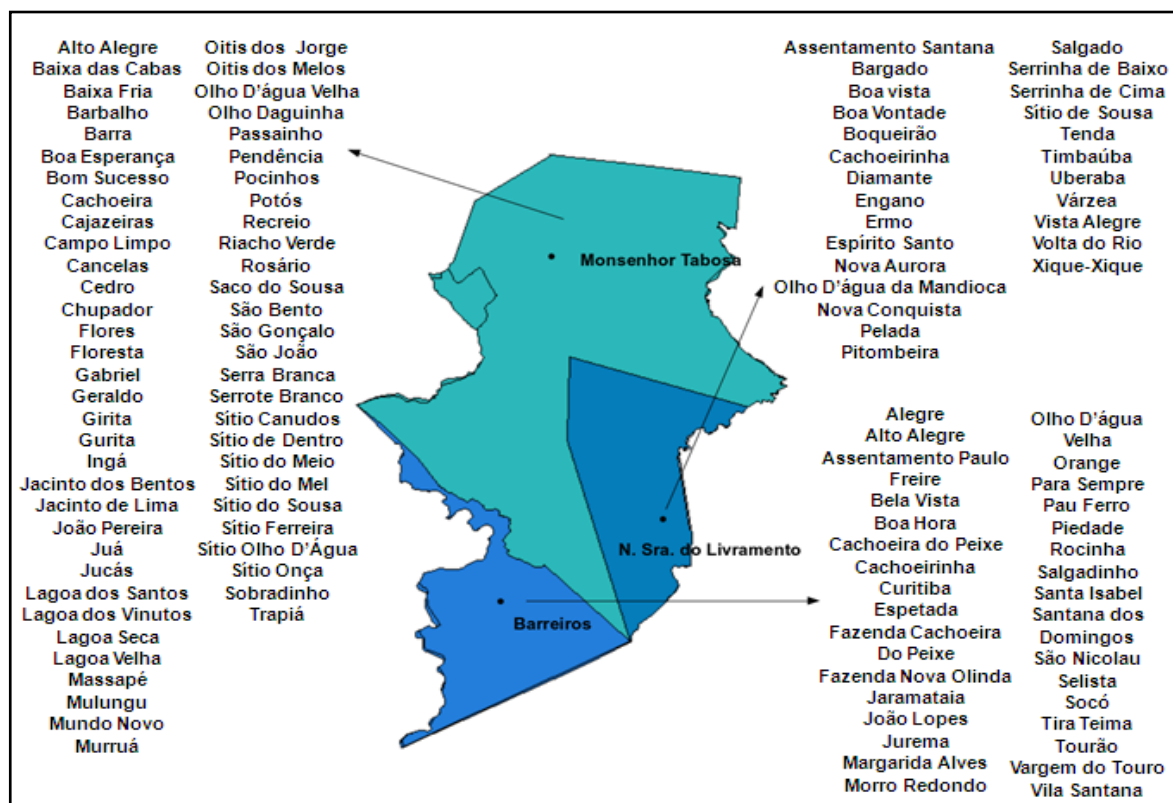 Alto Alegre
Baixa das Cabas
Baixa Fria
Barbalho
Barra
Boa Esperança
Bom Sucesso
Cachoeira
Cajazeiras
Campo Limpo
Cancelas
Cedro
Chupador
Flores
Floresta
Gabriel
Geraldo
Girita
Gurita
Ingá
Jacinto dos Bentos
Jacinto de Lima
João Pereira
Juá
Jucás
Lagoa dos Santos
Lagoa dos Vinutos
Lagoa Seca
Lagoa Velha
Massapé
Mulungu
Mundo Novo
Murruá
Oitis dos Jorge
Oitis dos Melos
Olho D'água Velha
Olho Daguinha
Passainho
Pendência
Pocinhos
Potós
Recreio
Riacho Verde
Rosário
Saco do Sousa
São Bento
São Gonçalo
São João
Serra Branca
Serrote Branco
Sítio Canudos
Sítio de Dentro
Sítio do Meio
Sítio do Mel
Sítio do Sousa
Sítio Ferreira
Sítio Olho D'Água
Sítio Onça
Sobradinho
Trapiá
Monsenhor Tabosa
N. Sra. do Livramento
Barreiros
Assentamento Santana
Bargado
Boa vista
Boa Vontade
Boqueirão
Cachoeirinha
Diamante
Engano
Ermo
Espírito Santo
Nova Aurora
Olho D'água da Mandioca
Nova Conquista
Pelada
Pitombeira
Salgado
Serrinha de Baixo
Serrinha de Cima
Sítio de Sousa
Tenda
Timbaúba
Uberaba
Várzea
Vista Alegre
Volta do Rio
Xique-Xique
Alegre
Alto Alegre
Assentamento Paulo
Freire
Bela Vista
Boa Hora
Cachoeira do Peixe
Cachoeirinha
Curitiba
Espetada
Fazenda Cachoeira
Do Peixe
Fazenda Nova Olinda
Jaramataia
João Lopes
Jurema
Margarida Alves
Morro Redondo
Olho D'água
Velha
Orange
Para Sempre
Pau Ferro
Piedade
Rocinha
Salgadinho
Santa Isabel
Santana dos
Domingos
São Nicolau
Selista
Socó
Tira Teima
Tourão
Vargem do Touro
Vila Santana